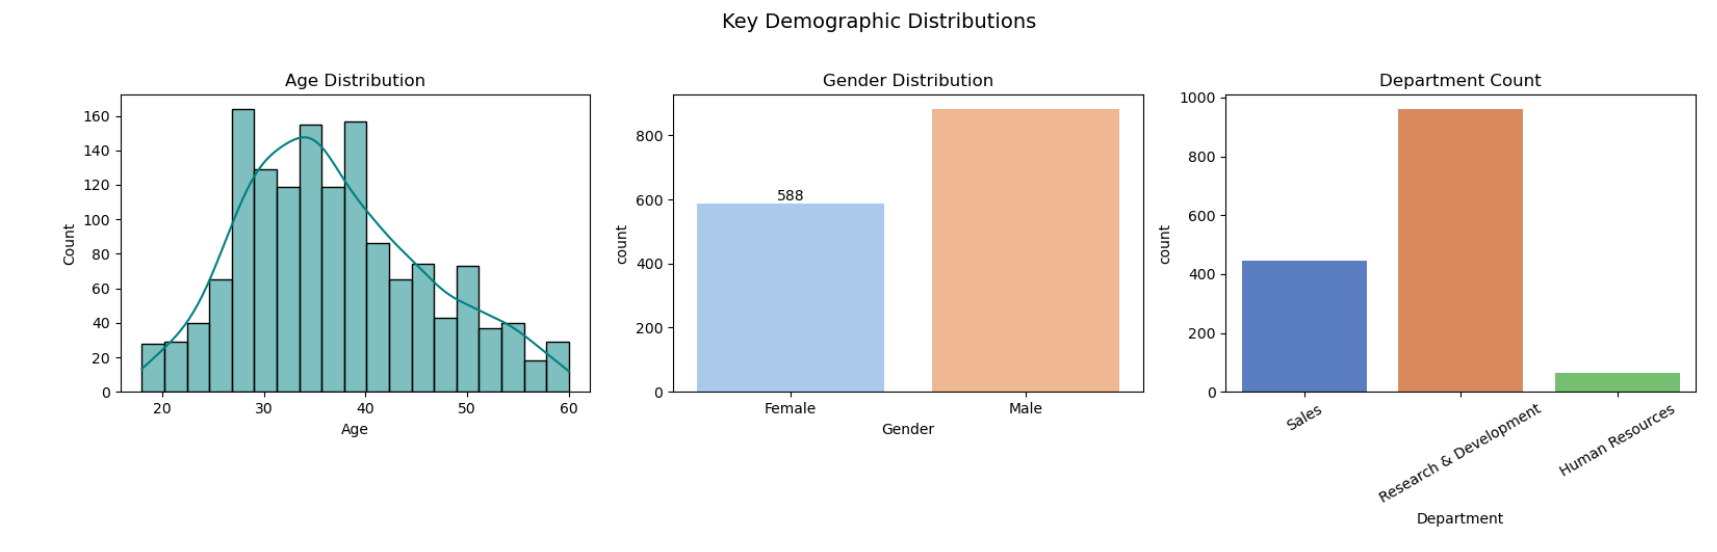 Key Demographic Distributions
Age Distribution
160
140
120
100
80
60
40
20
0
Count
20 30 40 50 60
Age
Gender Distribution
800
600
400
200
0
count
588
Female Male
Gender
Department Count
1000
800
600
400
200
0
count
Sales
Research & Development
Human Resources
Department